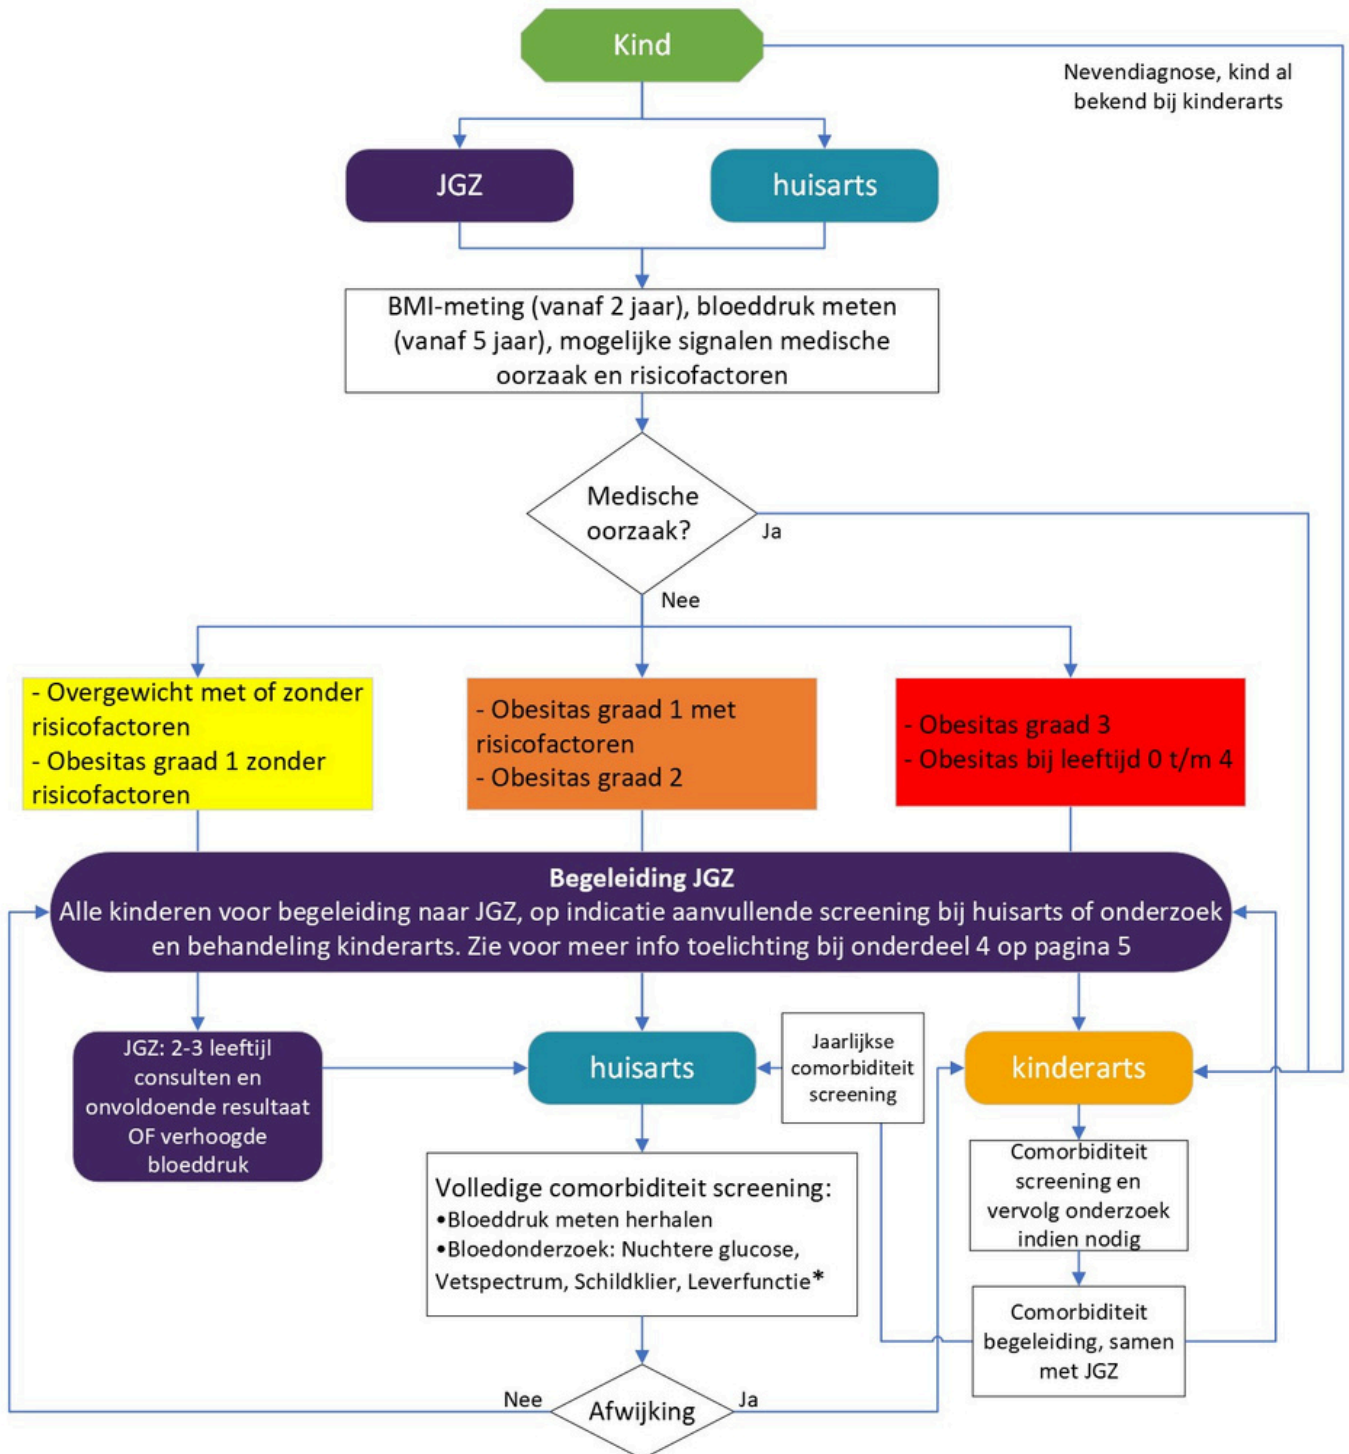 Kind
Nevendiagnose, kind al
bekend bij kinderarts
JGZ
huisarts
BMI-meting (vanaf 2 jaar), bloeddruk meten
(vanaf 5 jaar), mogelijke signalen medische
oorzaak en risicofactoren
Medische
oorzaak?
Ja
Nee
- Overgewicht met of zonder
risicofactoren
- Obesitas graad 1 zonder
risicofactoren
- Obesitas graad 1 met
risicofactoren
- Obesitas graad 2
- Obesitas graad 3
- Obesitas bij leeftijd 0 t/m 4
Begeleiding JGZ
Alle kinderen voor begeleiding naar JGZ, op indicatie aanvullende screening bij huisarts of onderzoek
en behandeling kinderarts. Zie voor meer info toelichting bij onderdeel 4 op pagina 5
JGZ: 2-3 leeftijl
consulten en
onvoldoende resultaat
OF verhoogde
bloeddruk
huisarts
Jaarlijkse
comorbiditeit
screening
kinderarts
Volledige comorbiditeit screening:
•Bloeddruk meten herhalen
•Bloedonderzoek: Nuchtere glucose,
Vetspectrum, Schildklier, Leverfunctie*
Comorbiditeit
screening en
vervolg onderzoek
indien nodig
Comorbiditeit
begeleiding, samen
met JGZ
Nee
Afwijking
Ja